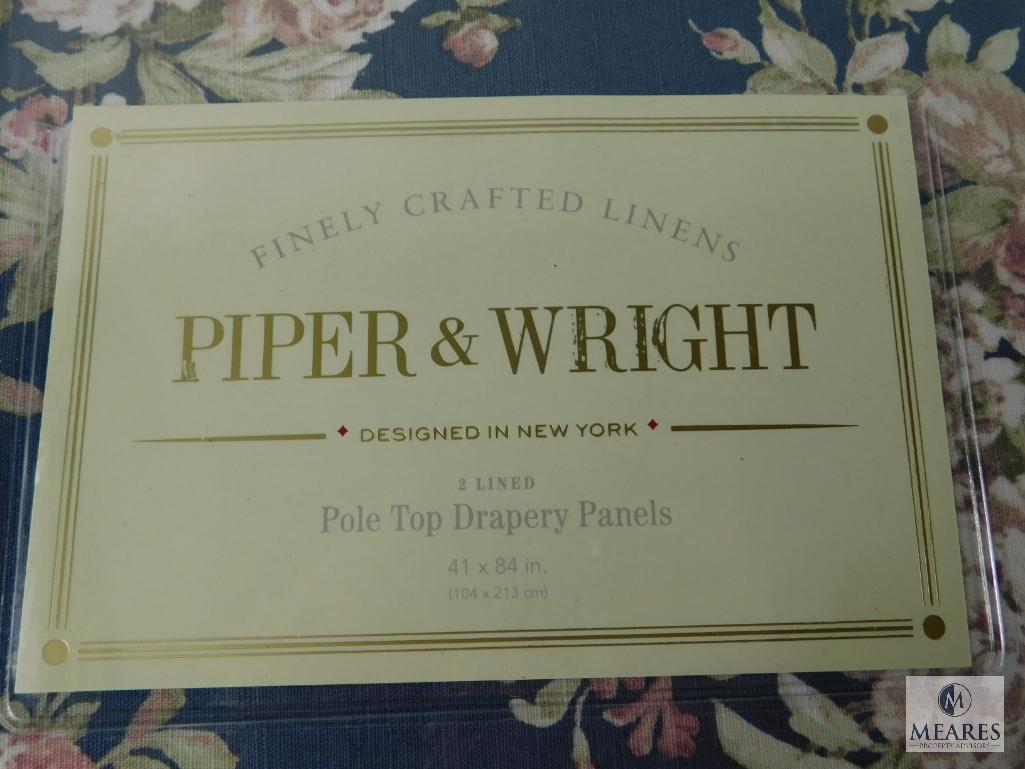 FINELY CRAFTED LINENS
PIPER & WRIGHT
DESIGNED IN NEW YORK
2 LINED
Pole Top Drapery Panels
41 x 84 in.
(104 x 213 cm)
M
MEARES
PROPERTY ADVISORS